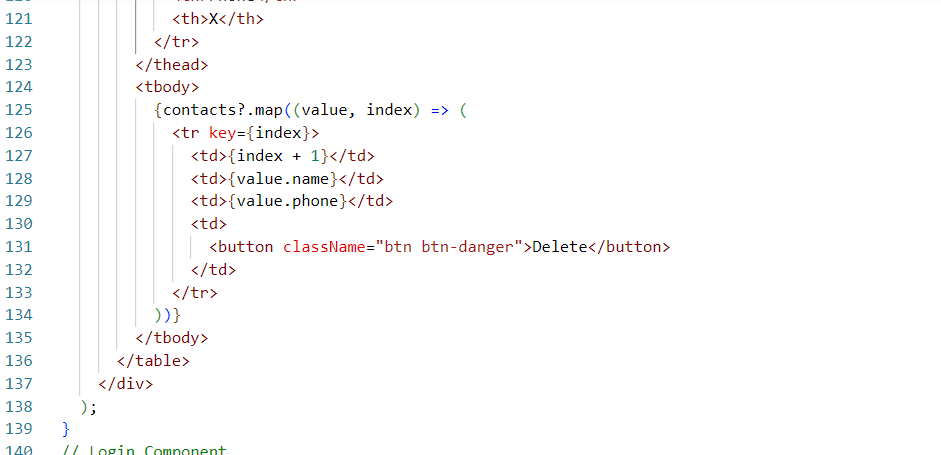 121 <th>X</th>
122 </tr>
123 </thead>
124 <tbody>
125 {contacts?.map((value, index) => (
126 <tr key={index}>
127 <td>{index + 1}</td>
128 <td>{value.name}</td>
129 <td>{value.phone}</td>
130 <td>
131 <button className="btn btn-danger">Delete</button>
132 </td>
133 </tr>
134 ))}
135 </tbody>
136 </table>
137 </div>
138 );
139 }
140 // Login Component